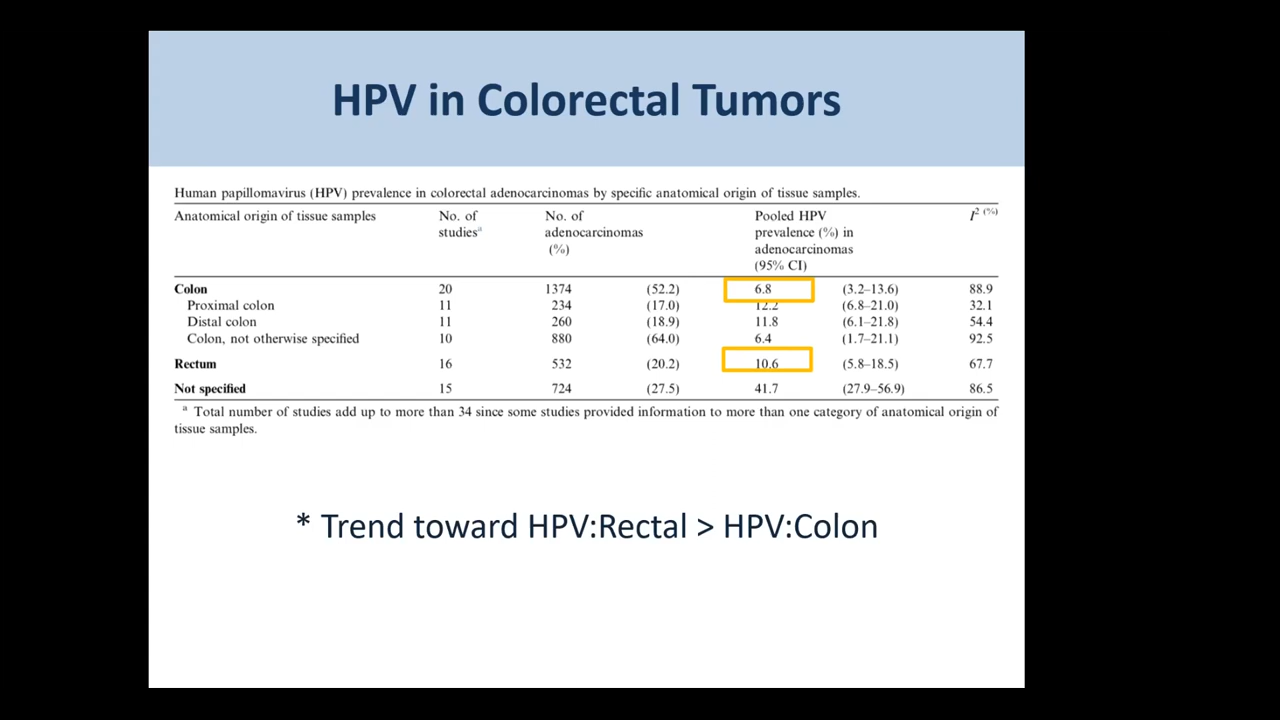 HPV in Colorectal Tumors
Human papillomavirus (HPV) prevalence in colorectal adenocarcinomas by specific anatomical origin of tissue samples.
Anatomical origin of tissue samples No. of studiesᵃ No. of adenocarcinomas (%) Pooled HPV prevalence (%) in adenocarcinomas (95% CI) I² (%)
Colon 20 1374 (52.2) 6.8 (3.2–13.6) 88.9
Proximal colon 11 234 (17.0) 12.2 (6.8–21.0) 32.1
Distal colon 11 260 (18.9) 11.8 (6.1–21.8) 54.4
Colon, not otherwise specified 10 880 (64.0) 6.4 (1.7–21.1) 92.5
Rectum 16 532 (20.2) 10.6 (5.8–18.5) 67.7
Not specified 15 724 (27.5) 41.7 (27.9–56.9) 86.5
ᵃ Total number of studies add up to more than 34 since some studies provided information to more than one category of anatomical origin of
tissue samples.
* Trend toward HPV:Rectal > HPV:Colon